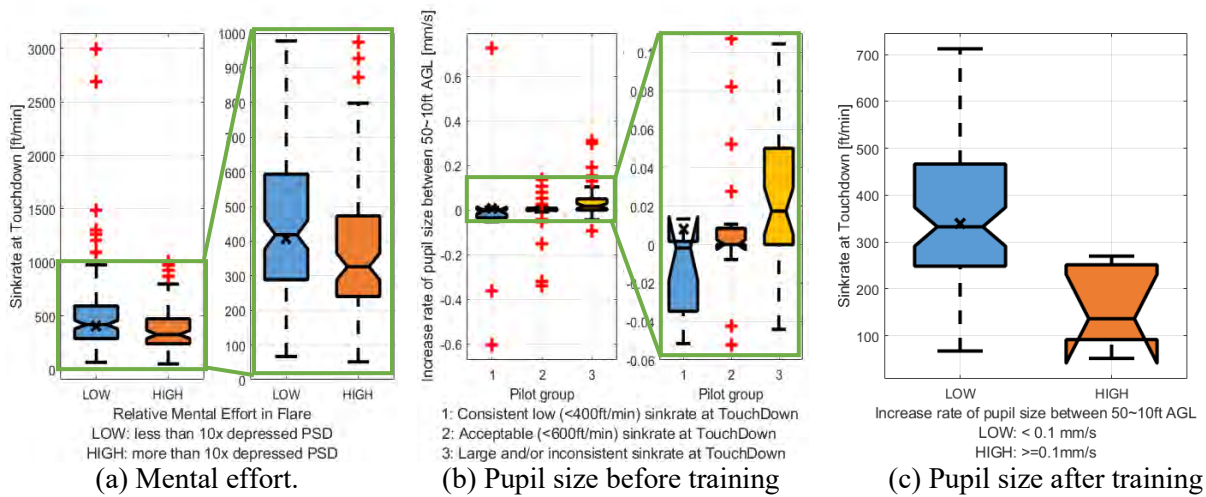 Sinkrate at Touchdown [ft/min]
3000
2500
2000
1500
1000
500
0
LOW
HIGH
1000
900
800
700
600
500
400
300
200
100
0
LOW
HIGH
Relative Mental Effort in Flare
LOW: less than 10x depressed PSD
HIGH: more than 10x depressed PSD
(a) Mental effort.
Increase rate of pupil size between 50~10ft AGL [mm/s]
0.8
0.6
0.4
0.2
0
-0.2
-0.4
-0.6
1
2
3
Pilot group
0.1
0.08
0.06
0.04
0.02
0
-0.02
-0.04
-0.06
1
2
3
Pilot group
1: Consistent low (<400ft/min) sinkrate at TouchDown
2: Acceptable (<600ft/min) sinkrate at TouchDown
3: Large and/or inconsistent sinkrate at TouchDown
(b) Pupil size before training
Sinkrate at Touchdown [ft/min]
700
600
500
400
300
200
100
LOW
HIGH
Increase rate of pupil size between 50~10ft AGL
LOW: < 0.1 mm/s
HIGH: >=0.1mm/s
(c) Pupil size after training